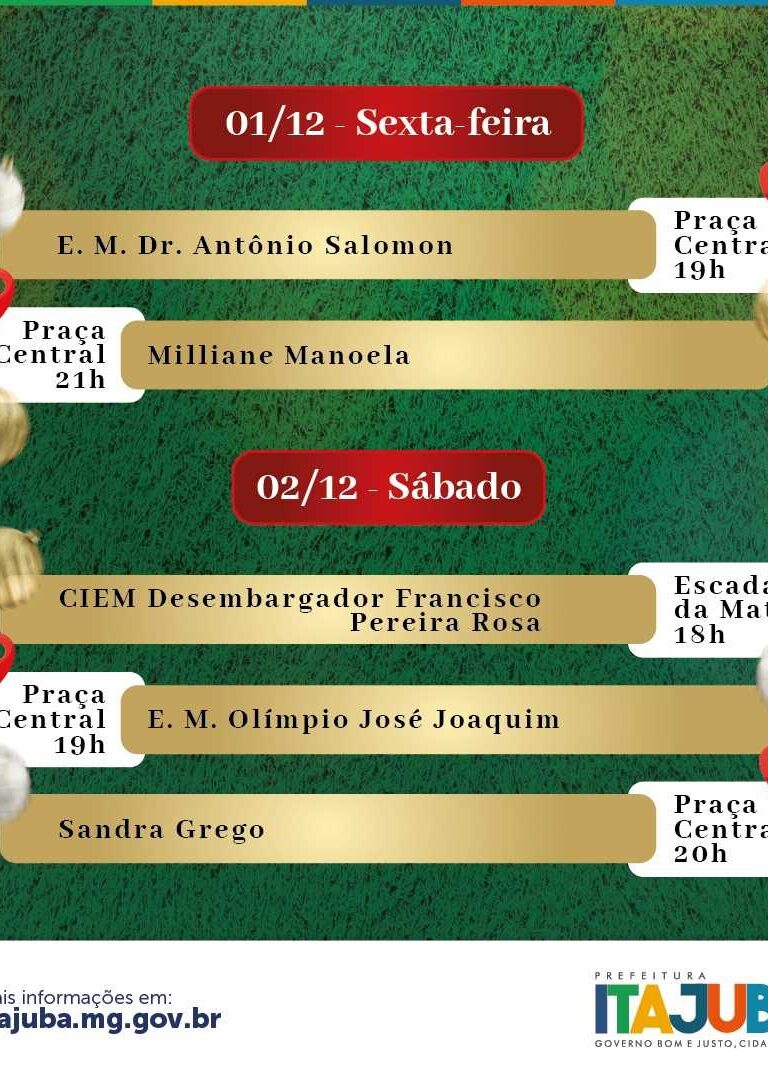 01/12 - Sexta-feira
E. M. Dr. Antônio Salomon
Praça
Centra
19h
Praça
Central
21h
Milliane Manoela
02/12 - Sábado
CIEM Desembargador Francisco
Pereira Rosa
Escada
da Mat
18h
Praça
Central
19h
E. M. Olímpio José Joaquim
Sandra Grego
Praça
Centra
20h
ais informações em:
ajuba.mg.gov.br
PREFEITURA
ITAJUB
GOVERNO BOM E JUSTO, CIDA